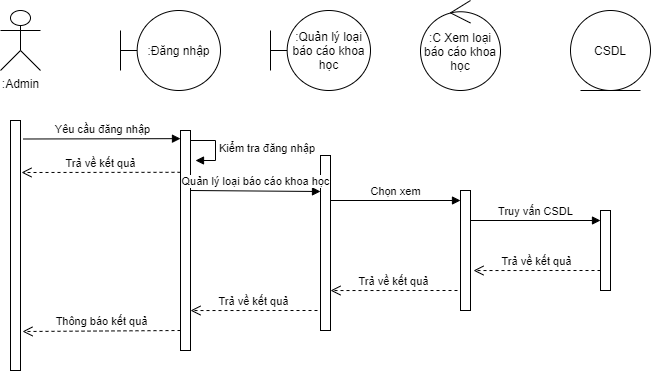 :Admin
:Đăng nhập
:Quản lý loại
báo cáo khoa
học
:C Xem loại
báo cáo khoa
học
CSDL
Yêu cầu đăng nhập
Kiểm tra đăng nhập
Trả về kết quả
Quản lý loại báo cáo khoa học
Chọn xem
Truy vấn CSDL
Trả về kết quả
Trả về kết quả
Trả về kết quả
Thông báo kết quả